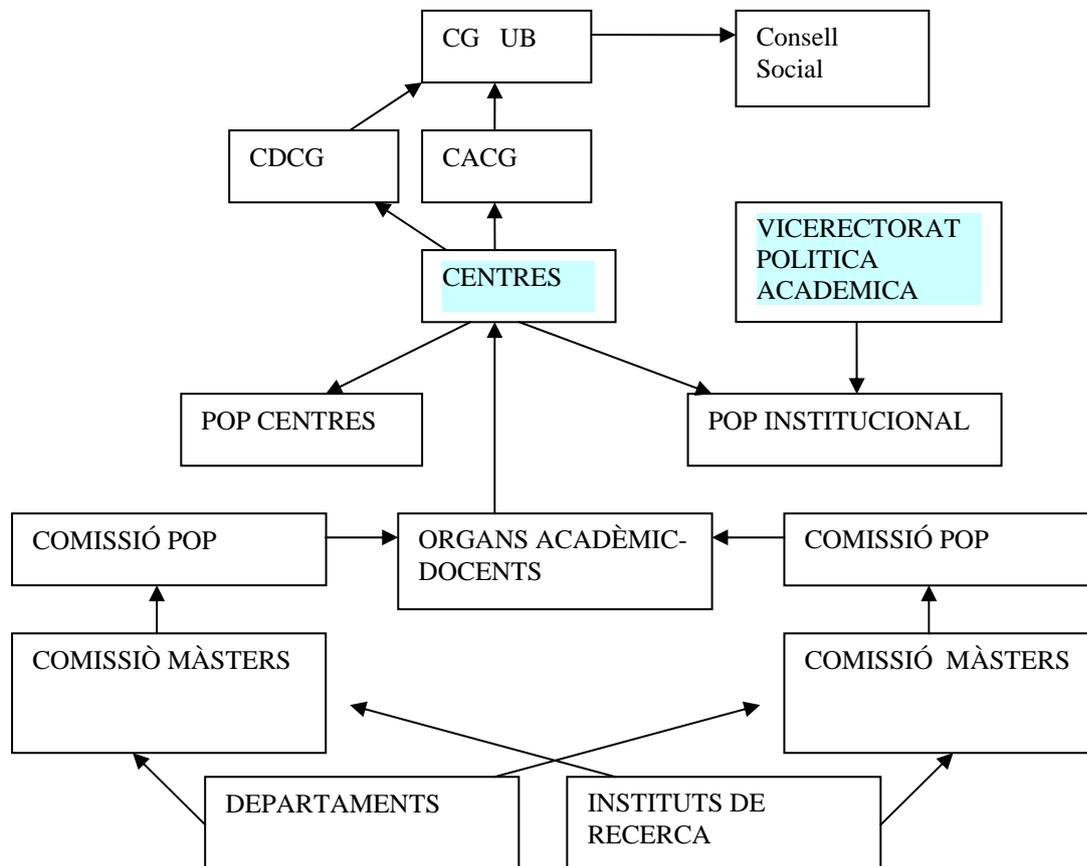 CG UB
Consell
Social
CDCG
CACG
VICERECTORAT
POLITICA
ACADEMICA
CENTRES
POP CENTRES
POP INSTITUCIONAL
COMISSIÓ POP
ORGANS ACADÈMIC-
DOCENTS
COMISSIÓ POP
COMISSIÒ MÀSTERS
COMISSIÓ MÀSTERS
DEPARTAMENTS
INSTITUTS DE
RECERCA